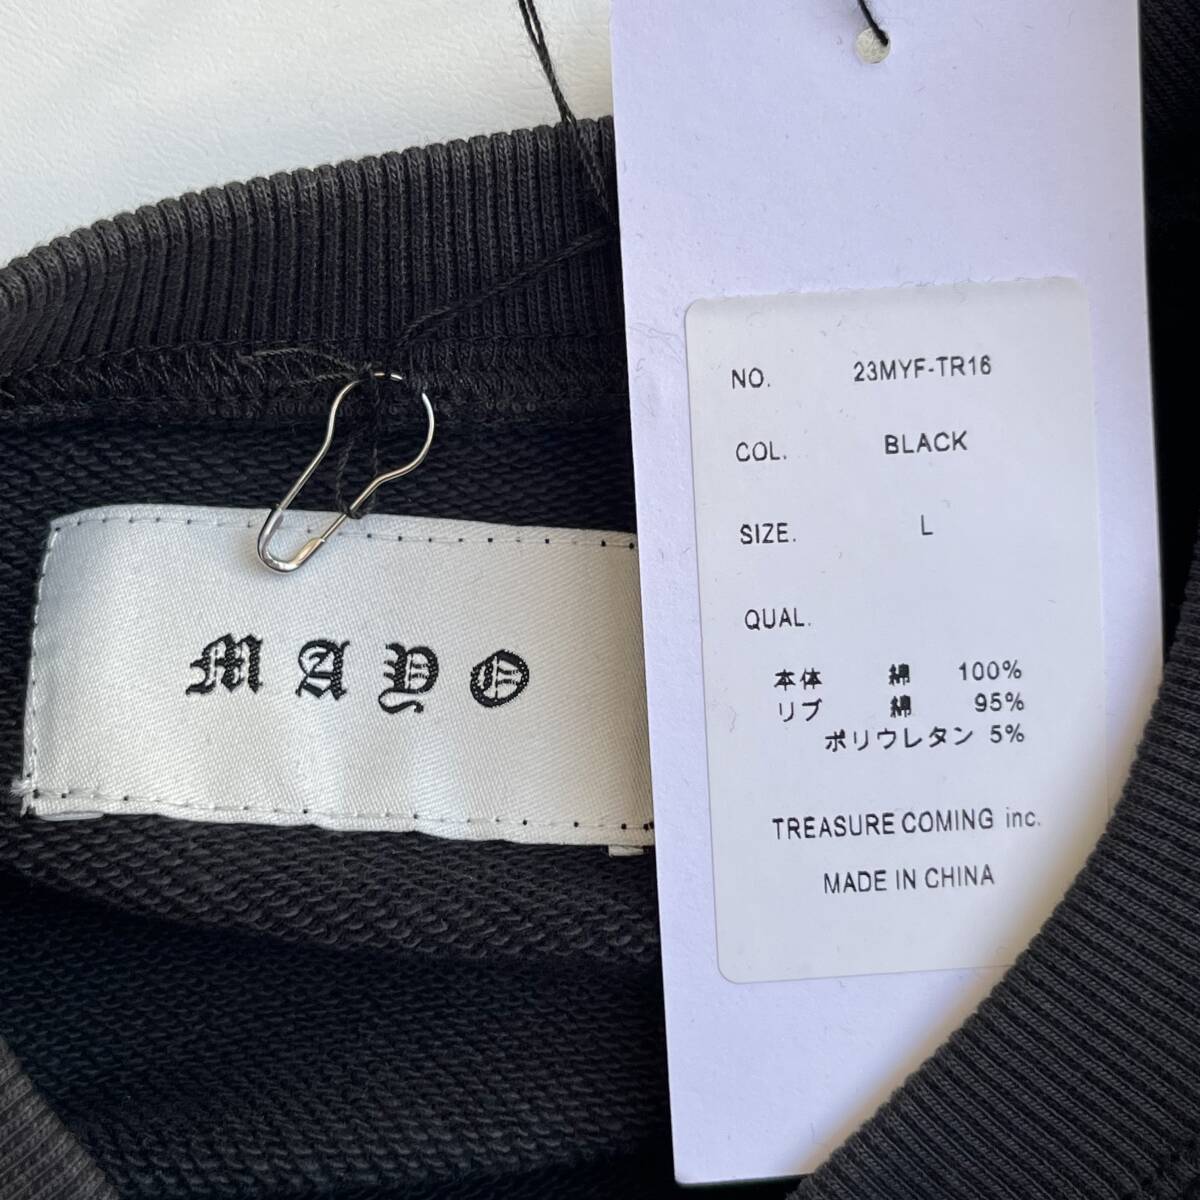 MAYO
NO. 23MYF-TR16
COL. BLACK
SIZE. L
QUAL.
本体 綿 100%
リブ 綿 95%
ポリウレタン 5%
TREASURE COMING inc.
MADE IN CHINA